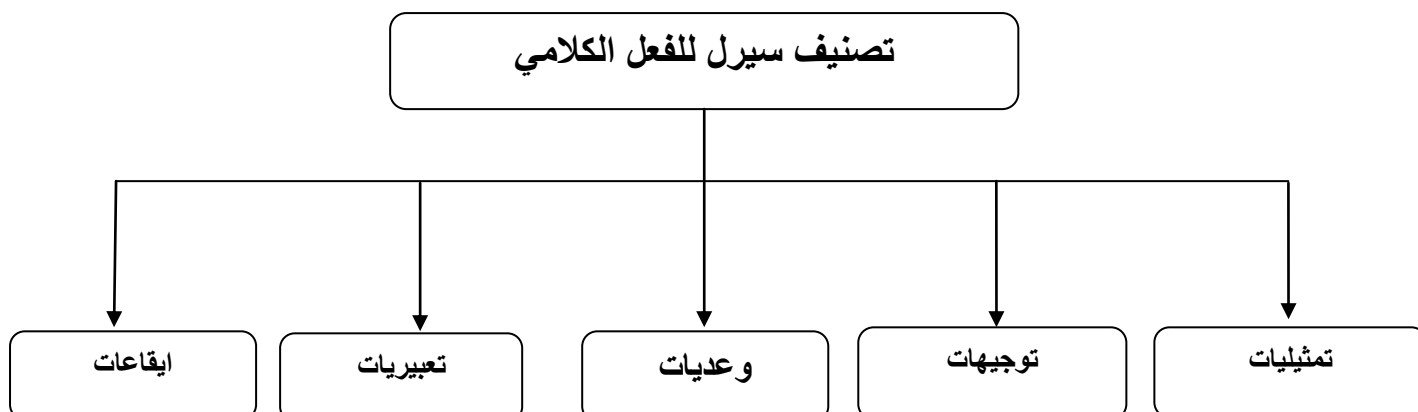 تصنيف سيرل للفعل الكلامي
تمثيليات
توجيهات
وعديات
تعبيريات
ايقاعات